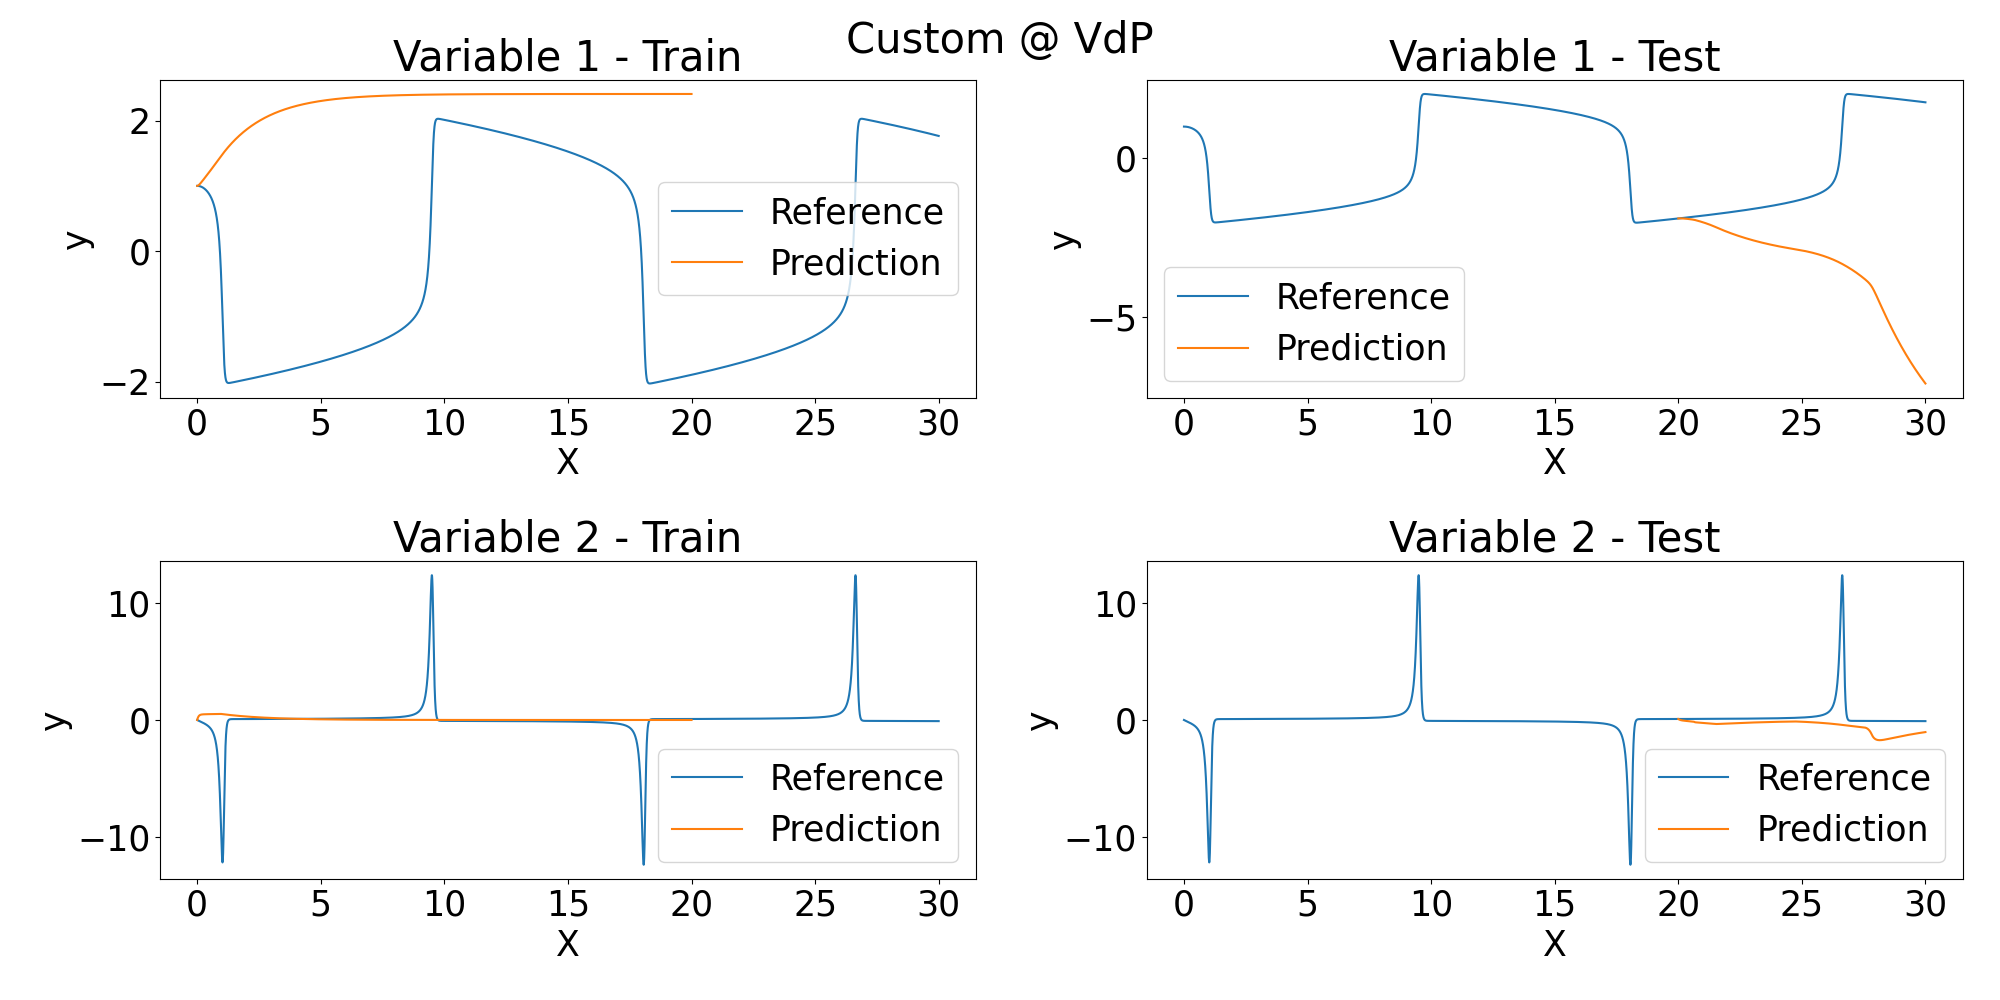 Custom @ VdP
Variable 1 - Train
2
0
−2
y
0 5 10 15 20 25 30
X
Reference
Prediction
Variable 1 - Test
0
−5
y
0 5 10 15 20 25 30
X
Reference
Prediction
Variable 2 - Train
10
0
−10
y
0 5 10 15 20 25 30
X
Reference
Prediction
Variable 2 - Test
10
0
−10
y
0 5 10 15 20 25 30
X
Reference
Prediction